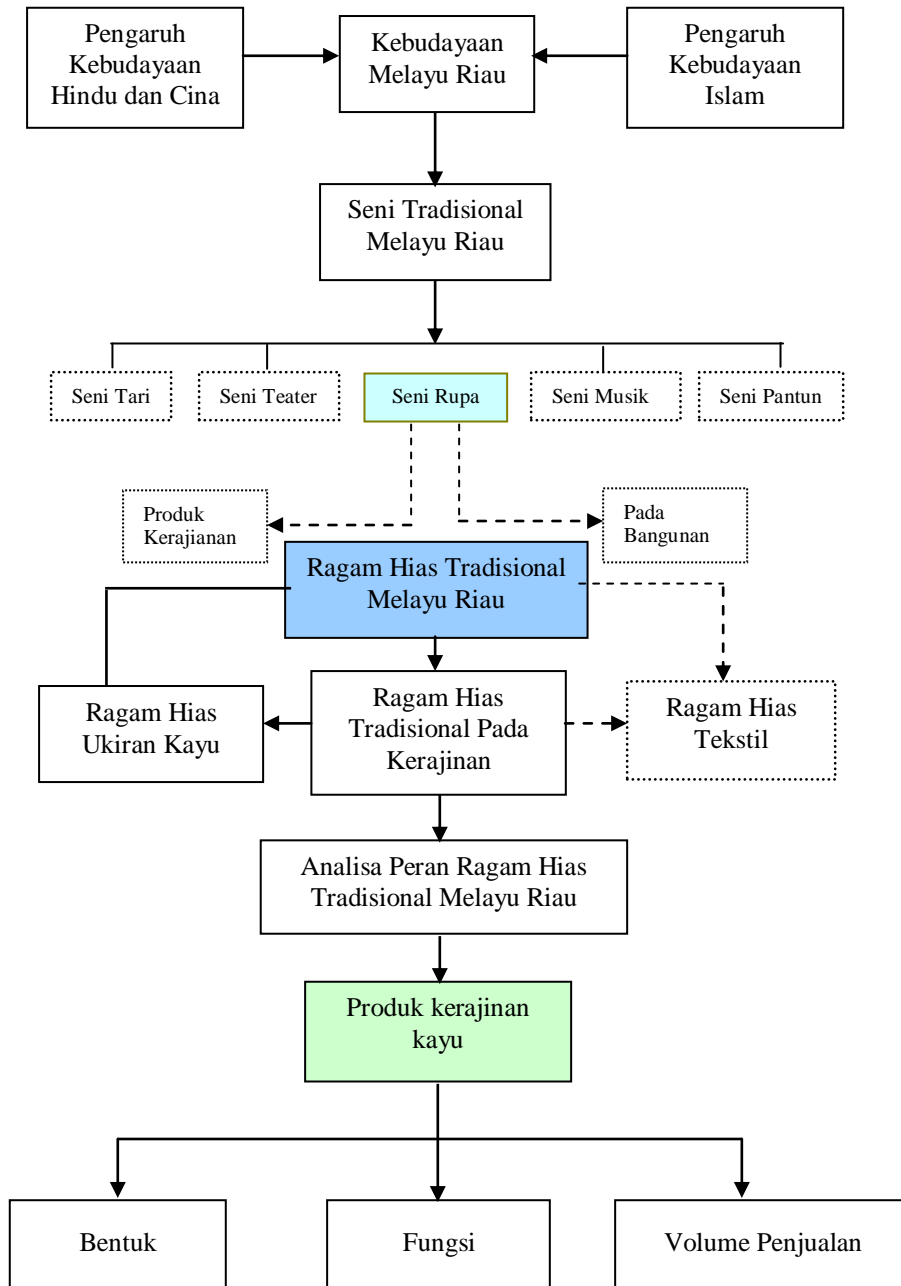 Pengaruh
Kebudayaan
Hindu dan Cina
Kebudayaan
Melayu Riau
Pengaruh
Kebudayaan
Islam
Seni Tradisional
Melayu Riau
Seni Tari
Seni Teater
Seni Rupa
Seni Musik
Seni Pantun
Produk
Kerajianan
Pada
Bangunan
Ragam Hias Tradisional
Melayu Riau
Ragam Hias
Ukiran Kayu
Ragam Hias
Tradisional Pada
Kerajinan
Ragam Hias
Tekstil
Analisa Peran Ragam Hias
Tradisional Melayu Riau
Produk kerajinan
kayu
Bentuk
Fungsi
Volume Penjualan